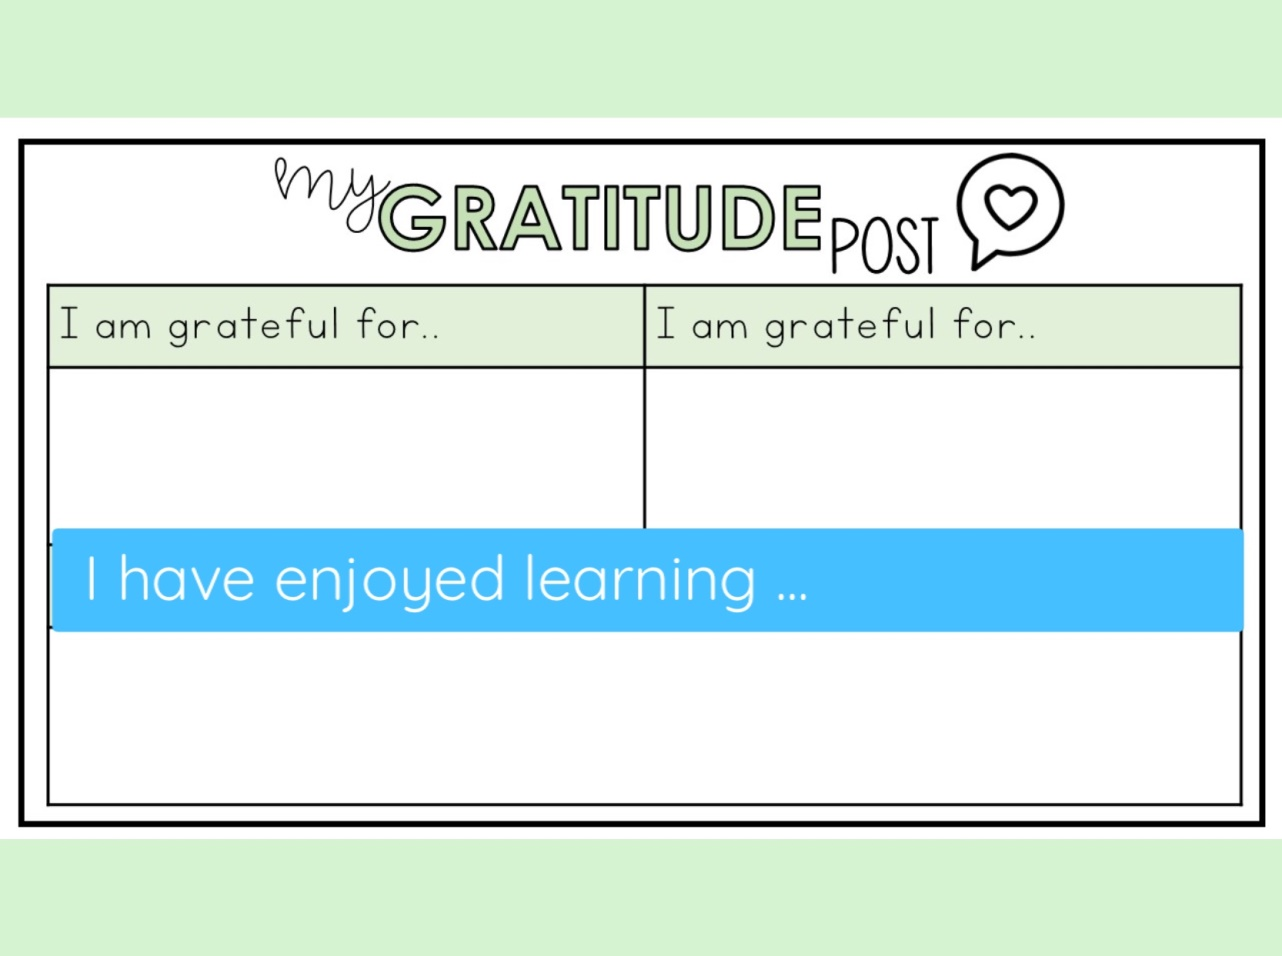 my GRATITUDE POST
I am grateful for..
I am grateful for..
I have enjoyed learning ...